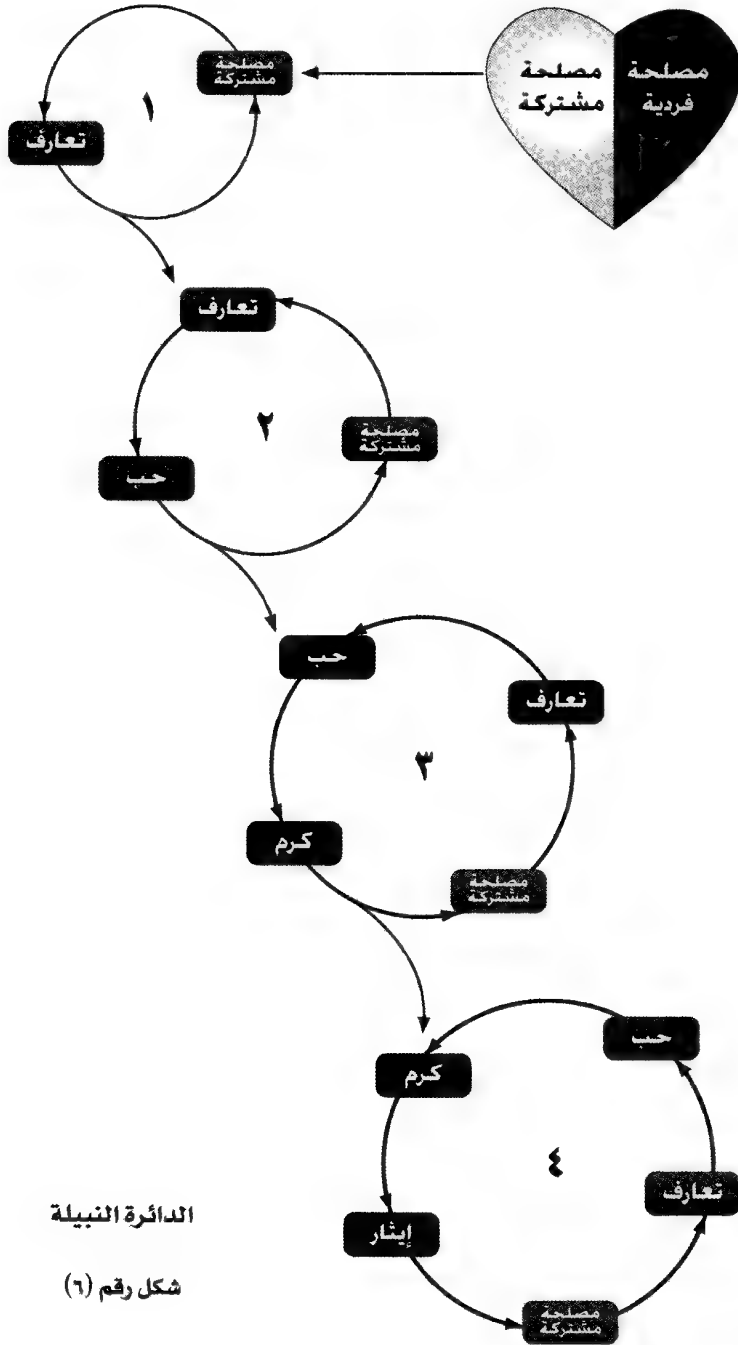 مصلحة
فردية
مصلحة
مشتركة
مصلحة
مشتركة
١
تعارف
تعارف
٢
مصلحة
مشتركة
حب
حب
تعارف
٣
كرم
مصلحة
مشتركة
حب
كرم
٤
تعارف
إيثار
مصلحة
مشتركة
الدائرة النبيلة
شكل رقم (٦)